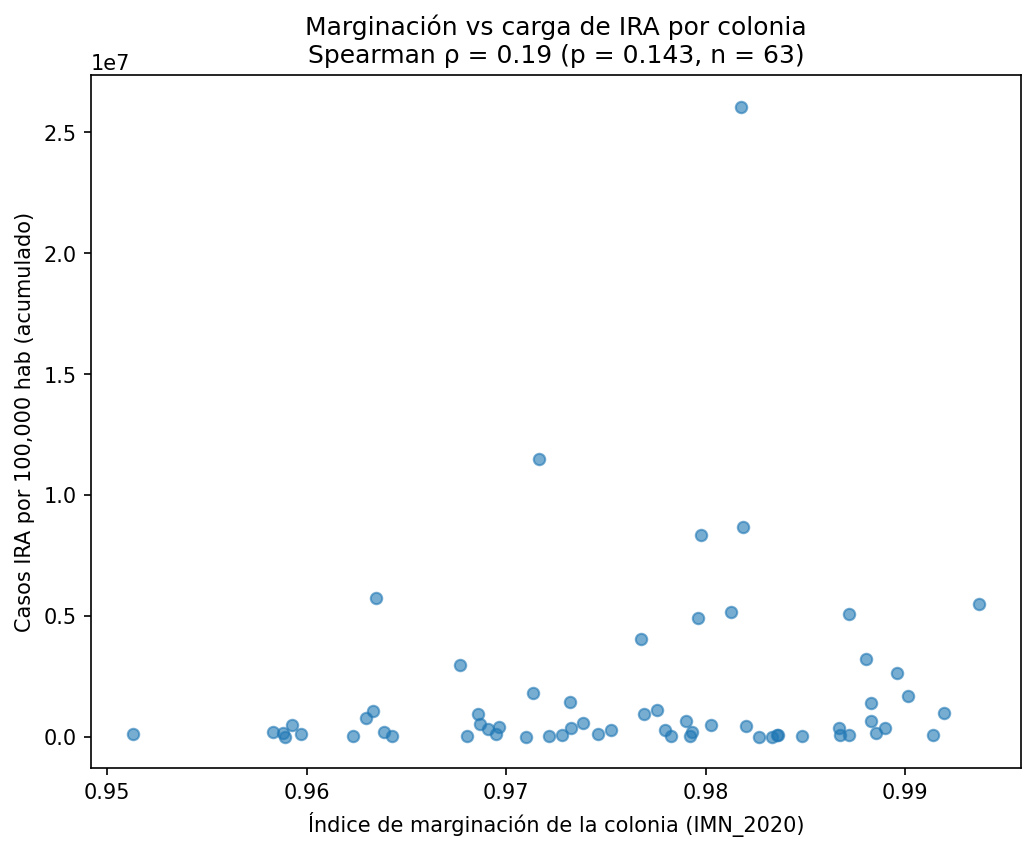 Marginación vs carga de IRA por colonia
Spearman ρ = 0.19 (p = 0.143, n = 63)
1e7
2.5
2.0
1.5
1.0
0.5
0.0
Casos IRA por 100,000 hab (acumulado)
0.95 0.96 0.97 0.98 0.99
Índice de marginación de la colonia (IMN_2020)